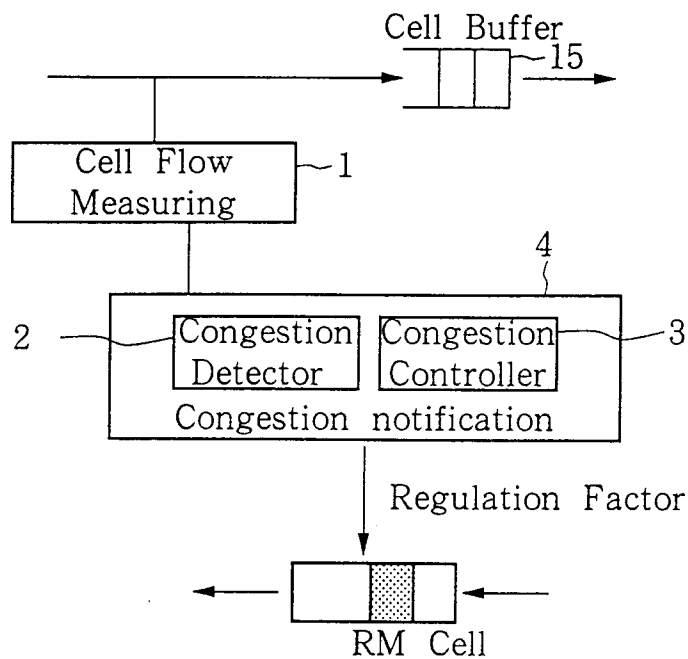 Cell Buffer
15
Cell Flow
Measuring
1
4
2
Congestion
Detector
Congestion
Controller
3
Congestion notification
Regulation Factor
RM Cell